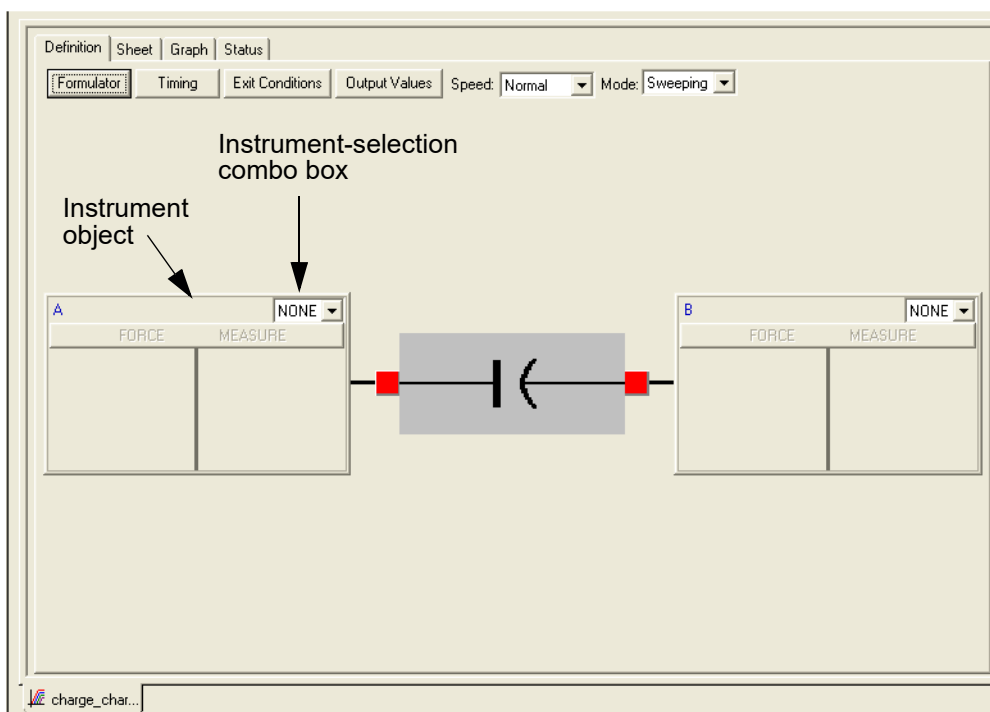 Definition Sheet Graph Status
Formulator Timing Exit Conditions Output Values Speed: Normal Mode: Sweeping
Instrument-selection
combo box
Instrument
object
A NONE
FORCE MEASURE
B NONE
FORCE MEASURE
charge_char...